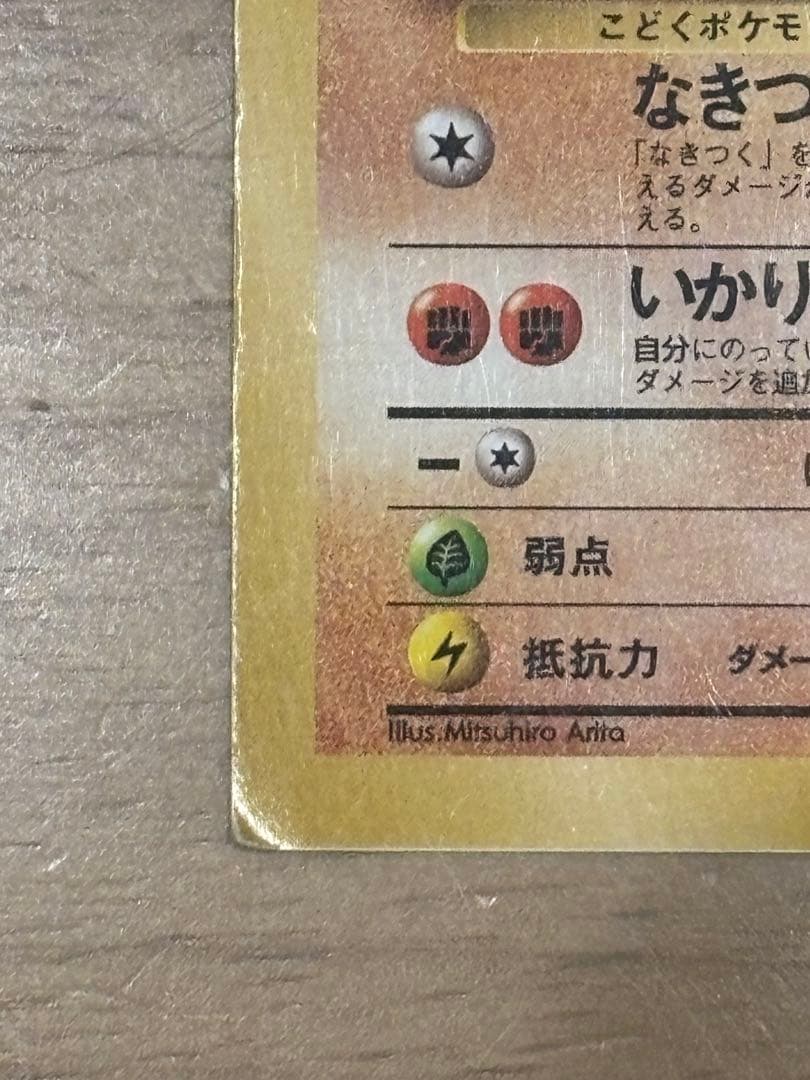 こどくポケモ
なきつ
「なきつく」を
えるダメージ
える。
いかり
自分にのってい
ダメージを追
弱点
抵抗力 ダメー
Illus.Mitsuhiro Arita